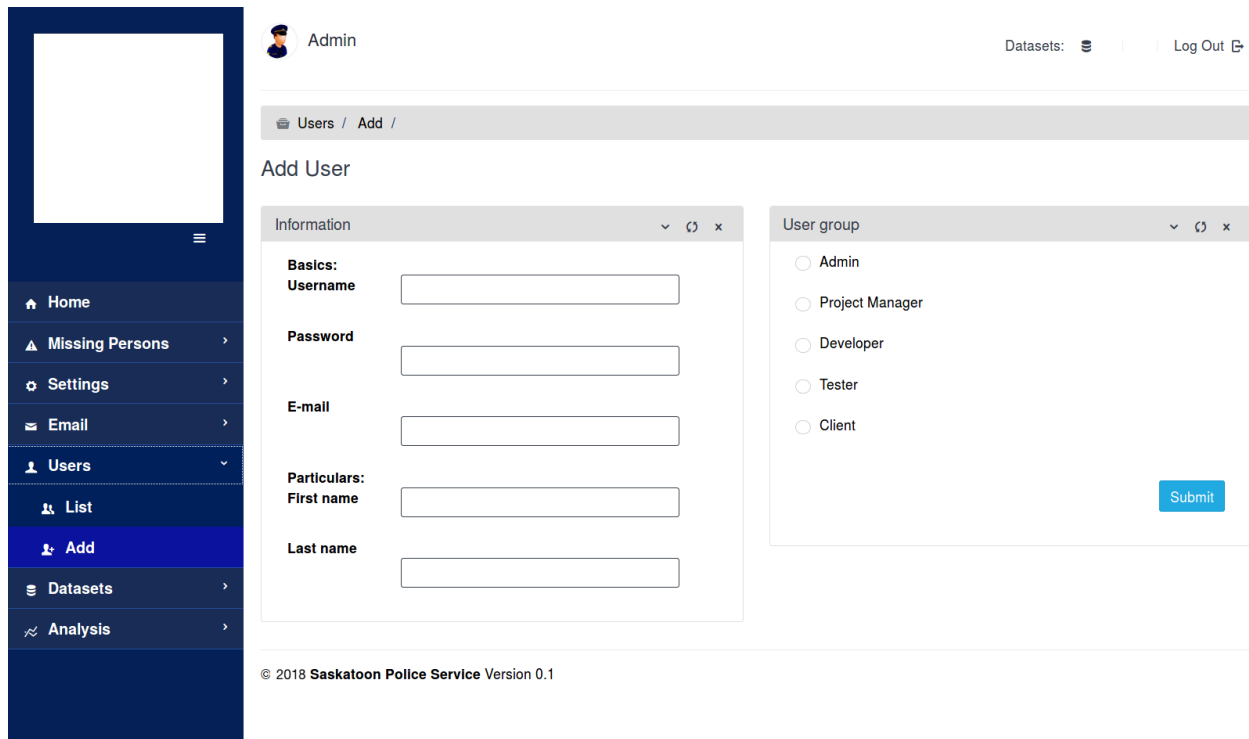 Admin
Datasets:
Log Out
Home
Missing Persons
Settings
Email
Users
List
Add
Datasets
Analysis
Users / Add /
Add User
Information
Basics:
Username
Password
E-mail
Particulars:
First name
Last name
User group
Admin
Project Manager
Developer
Tester
Client
Submit
© 2018 Saskatoon Police Service Version 0.1